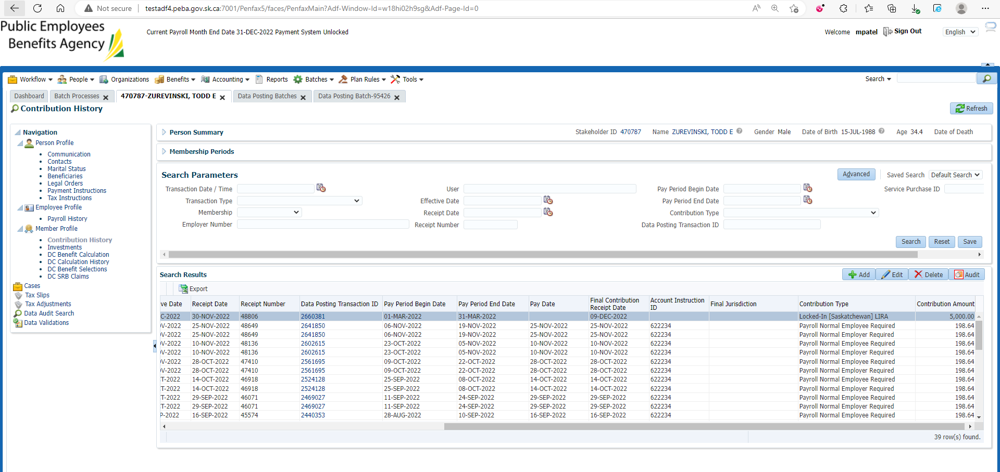 Not secure testadf4.peba.gov.sk.ca:7001/Penfax5/faces/PenfaxMain?Adf-Window-Id=w18hi02h9sg&Adf-Page-Id=0
Public Employees
Benefits Agency
Current Payroll Month End Date 31-DEC-2022 Payment System Unlocked
Welcome mpatel Sign Out English
Workflow People Organizations Benefits Accounting Reports Batches Plan Rules Tools Search
Dashboard Batch Processes 470787-ZUREVINSKI, TODD E Data Posting Batches Data Posting Batch-95426
Contribution History Refresh
Navigation
Person Profile
Communication
Contacts
Marital Status
Beneficiaries
Legal Orders
Payment Instructions
Tax Instructions
Employee Profile
Payroll History
Member Profile
Contribution History
Investments
DC Benefit Calculation
DC Calculation History
DC Benefit Selections
DC SRB Claims
Cases
Tax Slips
Tax Adjustments
Data Audit Search
Data Validations
Person Summary Stakeholder ID 470787 Name ZUREVINSKI, TODD E Gender Male Date of Birth 15-JUL-1988 Age 34.4 Date of Death
Membership Periods
Search Parameters Advanced Saved Search Default Search
Transaction Date / Time User Pay Period Begin Date Service Purchase ID
Transaction Type Effective Date Pay Period End Date
Membership Receipt Date Contribution Type
Employer Number Receipt Number Data Posting Transaction ID
Search Reset Save
Search Results Add Edit Delete Audit
Export
ve Date Receipt Date Receipt Number Data Posting Transaction ID Pay Period Begin Date Pay Period End Date Pay Date Final Contribution Receipt Date Account Instruction ID Final Jurisdiction Contribution Type Contribution Amount
C-2022 30-NOV-2022 48806 2660381 01-MAR-2022 31-MAR-2022 09-DEC-2022 Locked-In [Saskatchewan] LIRA 5,000.00
V-2022 25-NOV-2022 48649 2641850 06-NOV-2022 19-NOV-2022 25-NOV-2022 25-NOV-2022 622234 Payroll Normal Employee Required 198.64
V-2022 25-NOV-2022 48649 2641850 06-NOV-2022 19-NOV-2022 25-NOV-2022 25-NOV-2022 622234 Payroll Normal Employer Required 198.64
V-2022 10-NOV-2022 48136 2602615 23-OCT-2022 05-NOV-2022 10-NOV-2022 10-NOV-2022 622234 Payroll Normal Employee Required 198.64
V-2022 10-NOV-2022 48136 2602615 23-OCT-2022 05-NOV-2022 10-NOV-2022 10-NOV-2022 622234 Payroll Normal Employee Required 198.64
V-2022 28-OCT-2022 47410 2561695 09-OCT-2022 22-OCT-2022 28-OCT-2022 28-OCT-2022 622234 Payroll Normal Employee Required 198.64
V-2022 28-OCT-2022 47410 2561695 09-OCT-2022 22-OCT-2022 28-OCT-2022 28-OCT-2022 622234 Payroll Normal Employer Required 198.64
T-2022 14-OCT-2022 46918 2524128 25-SEP-2022 08-OCT-2022 14-OCT-2022 14-OCT-2022 622234 Payroll Normal Employer Required 198.64
T-2022 14-OCT-2022 46918 2524128 25-SEP-2022 08-OCT-2022 14-OCT-2022 14-OCT-2022 622234 Payroll Normal Employer Required 198.64
T-2022 29-SEP-2022 46071 2469027 11-SEP-2022 24-SEP-2022 29-SEP-2022 29-SEP-2022 622234 Payroll Normal Employee Required 198.64
T-2022 29-SEP-2022 46071 2469027 11-SEP-2022 24-SEP-2022 29-SEP-2022 29-SEP-2022 622234 Payroll Normal Employer Required 198.64
P-2022 16-SEP-2022 45574 2440353 28-AUG-2022 10-SEP-2022 16-SEP-2022 16-SEP-2022 622234 Payroll Normal Employee Required 198.64
39 row(s) found.